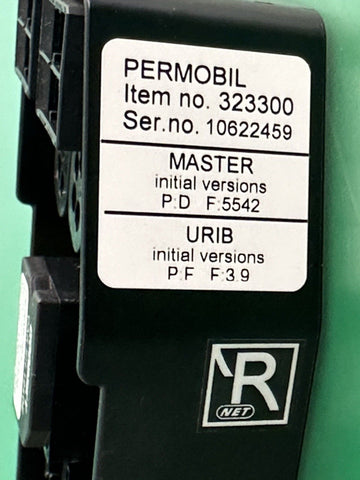 PERMOBIL
Item no. 323300
Ser.no. 10622459
MASTER
initial versions
P:D F:5542
URIB
initial versions
P:F F:3.9
R
NET